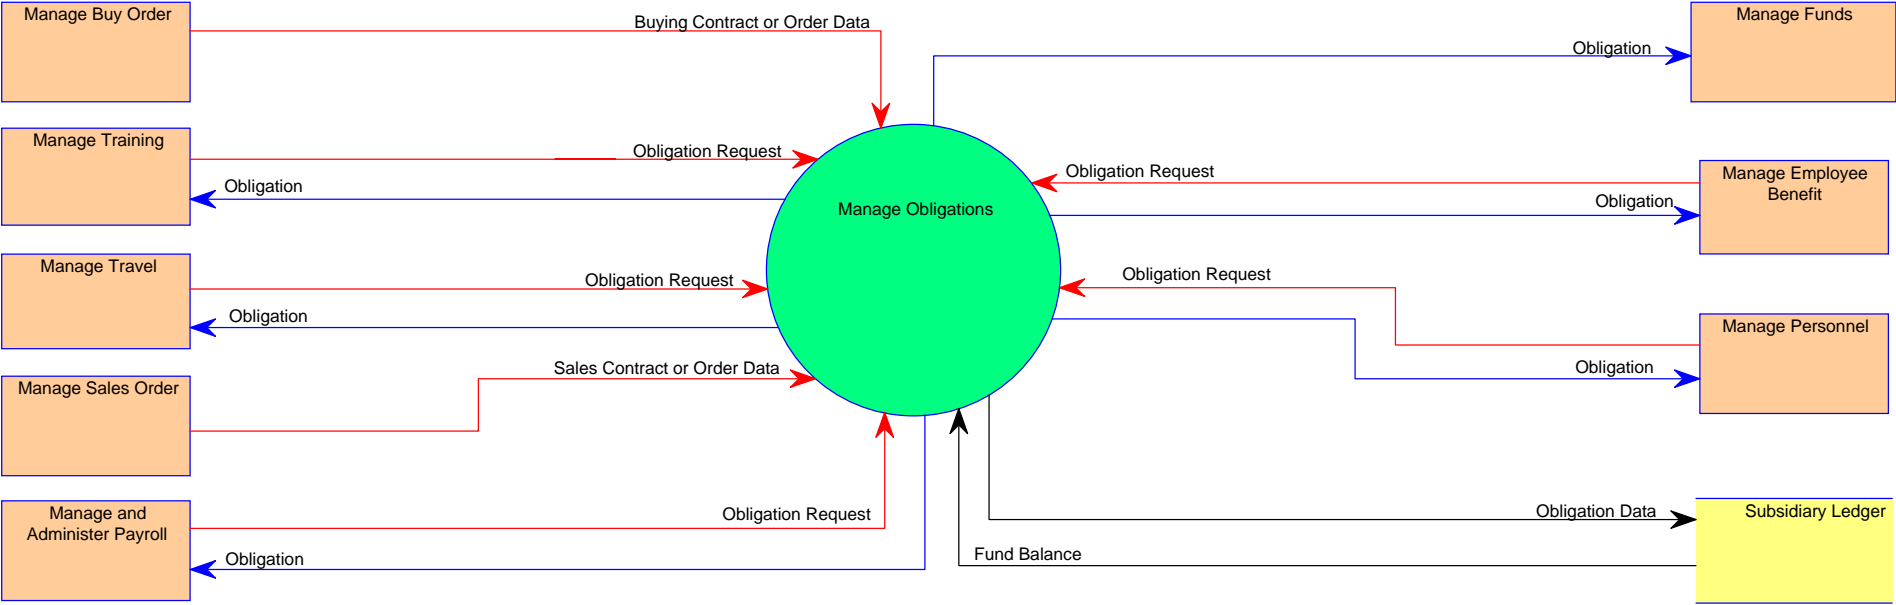 Manage Buy Order
Buying Contract or Order Data
Manage Funds
Obligation
Manage Training
Obligation Request
Obligation
Manage Obligations
Obligation Request
Manage Employee
Benefit
Obligation
Manage Travel
Obligation Request
Obligation
Obligation Request
Manage Personnel
Obligation
Manage Sales Order
Sales Contract or Order Data
Manage and
Administer Payroll
Obligation Request
Obligation
Obligation Data
Subsidiary Ledger
Fund Balance